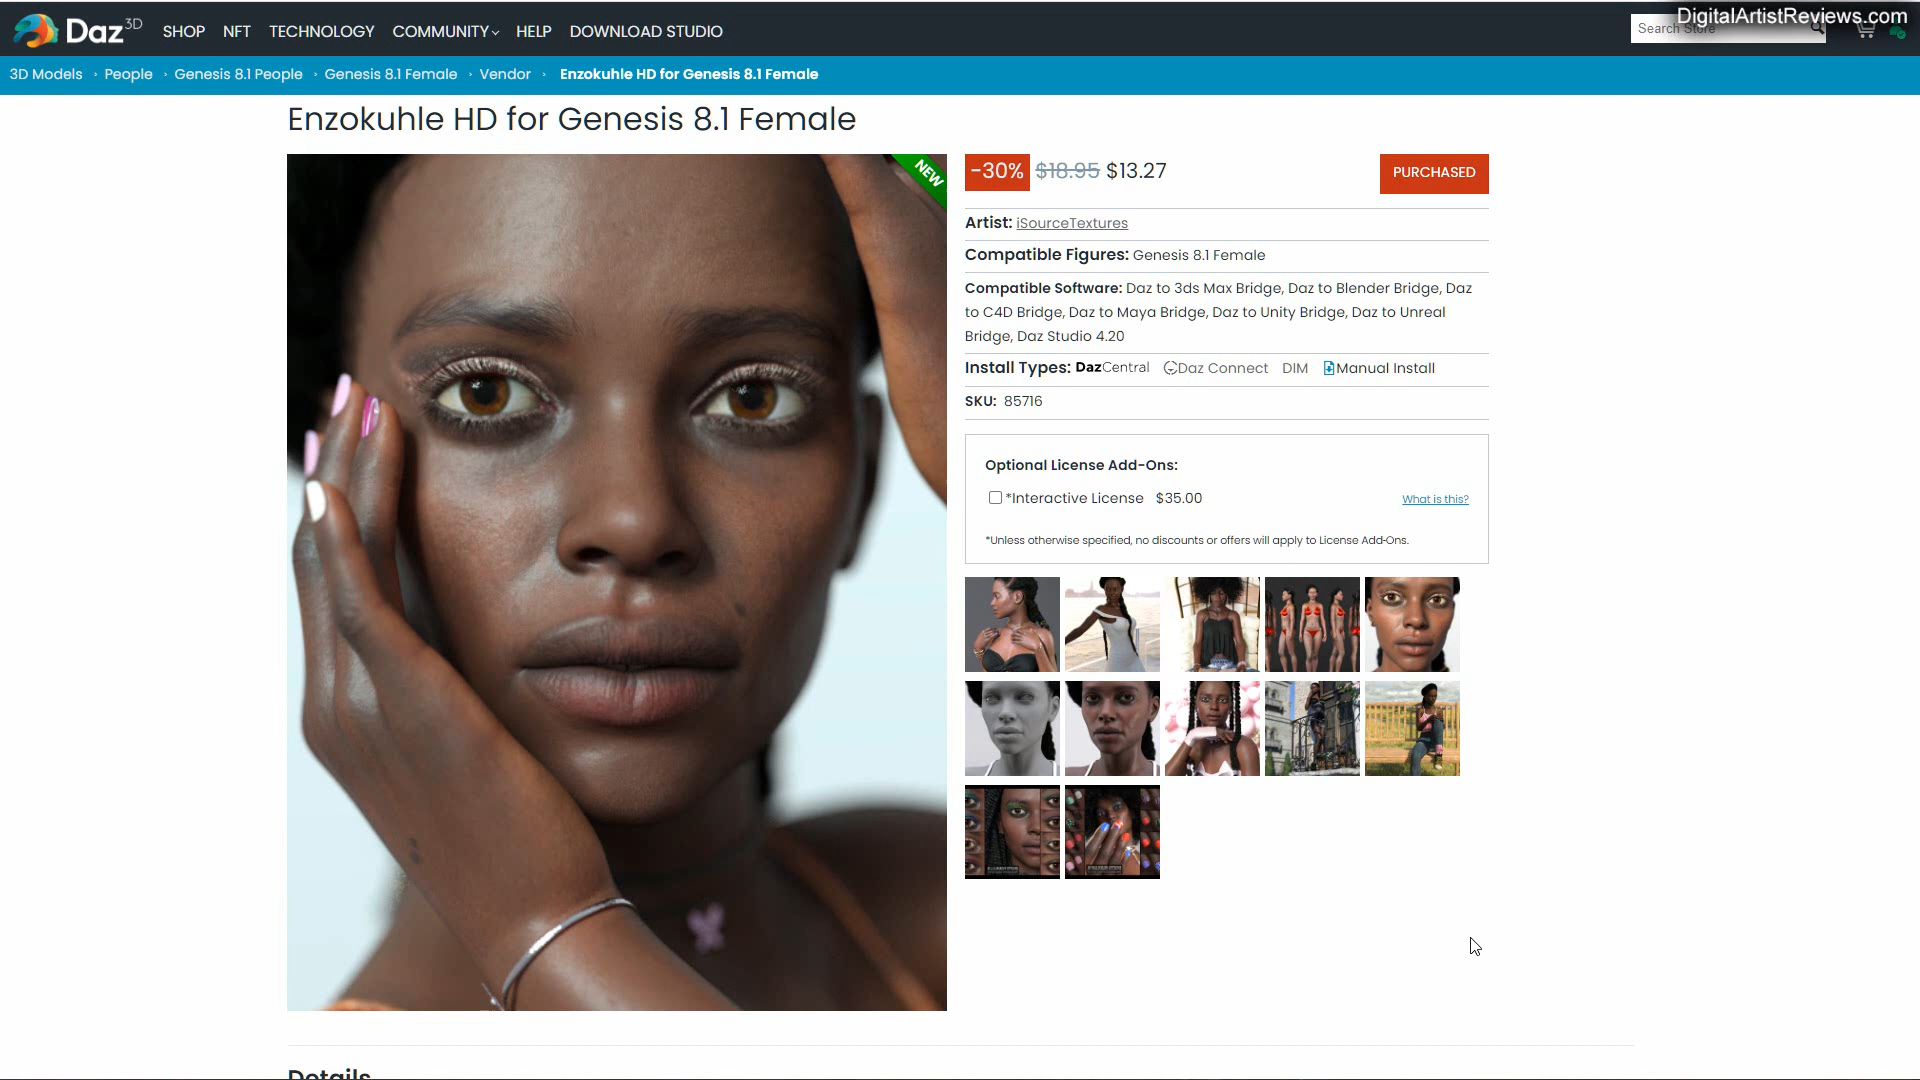 DigitalArtistReviews.com
Daz 3D SHOP NFT TECHNOLOGY COMMUNITY HELP DOWNLOAD STUDIO Search Store
3D Models › People › Genesis 8.1 People › Genesis 8.1 Female › Vendor › Enzokuhle HD for Genesis 8.1 Female
Enzokuhle HD for Genesis 8.1 Female
NEW
-30% $18.95 $13.27 PURCHASED
Artist: iSourceTextures
Compatible Figures: Genesis 8.1 Female
Compatible Software: Daz to 3ds Max Bridge, Daz to Blender Bridge, Daz
to C4D Bridge, Daz to Maya Bridge, Daz to Unity Bridge, Daz to Unreal
Bridge, Daz Studio 4.20
Install Types: DazCentral Daz Connect DIM Manual Install
SKU: 85716
Optional License Add-Ons:
*Interactive License $35.00 What is this?
*Unless otherwise specified, no discounts or offers will apply to License Add-Ons.
Details